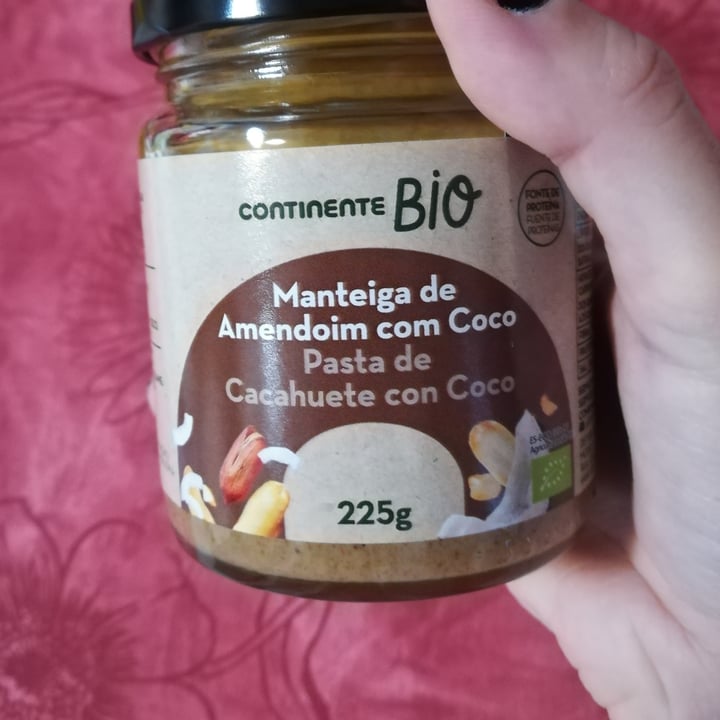 CONTINENTE BIO
FONTE DE
PROTEÍNA
FUENTE DE
PROTEÍNAS
Manteiga de
Amendoim com Coco
Pasta de
Cacahuete con Coco
225g